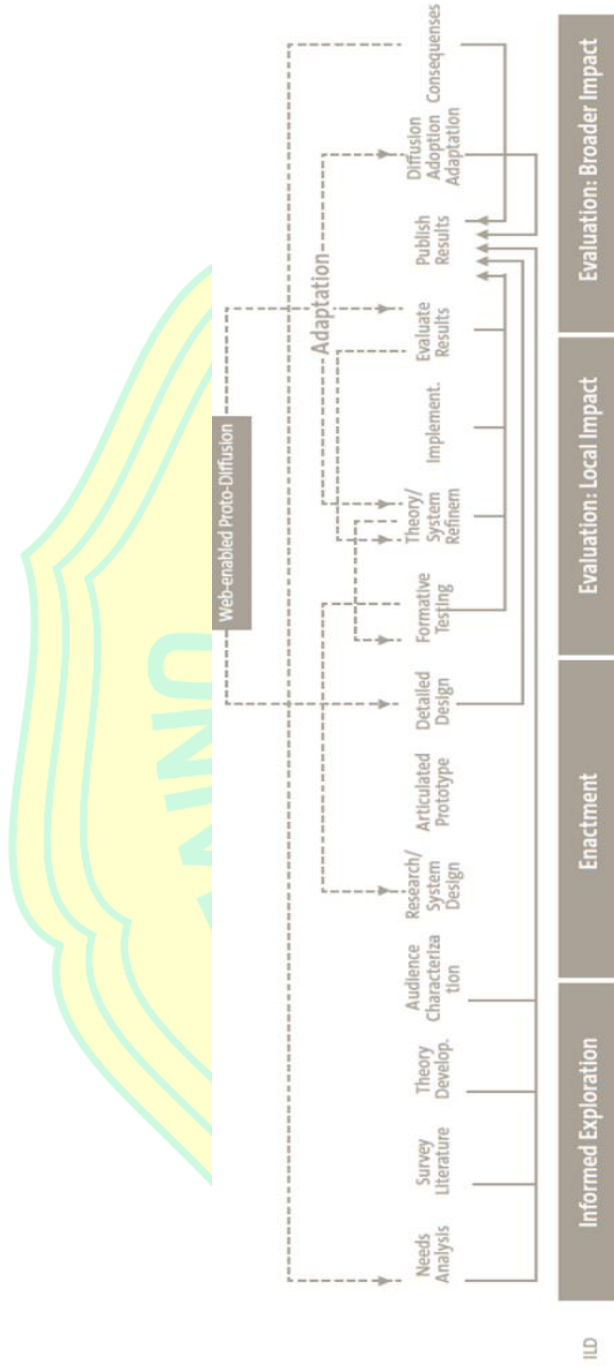 Web-enabled Proto-Diffusion
Adaptation
Needs
Analysis
Survey
Literature
Theory
Develop.
Audience
Characteriza
tion
Research/
System
Design
Articulated
Prototype
Detailed
Design
Formative
Testing
Theory/
System
Refinem
Implement.
Evaluate
Results
Publish
Results
Diffusion
Adoption
Adaptation
Consequenses
ILD
Informed Exploration
Enactment
Evaluation: Local Impact
Evaluation: Broader Impact